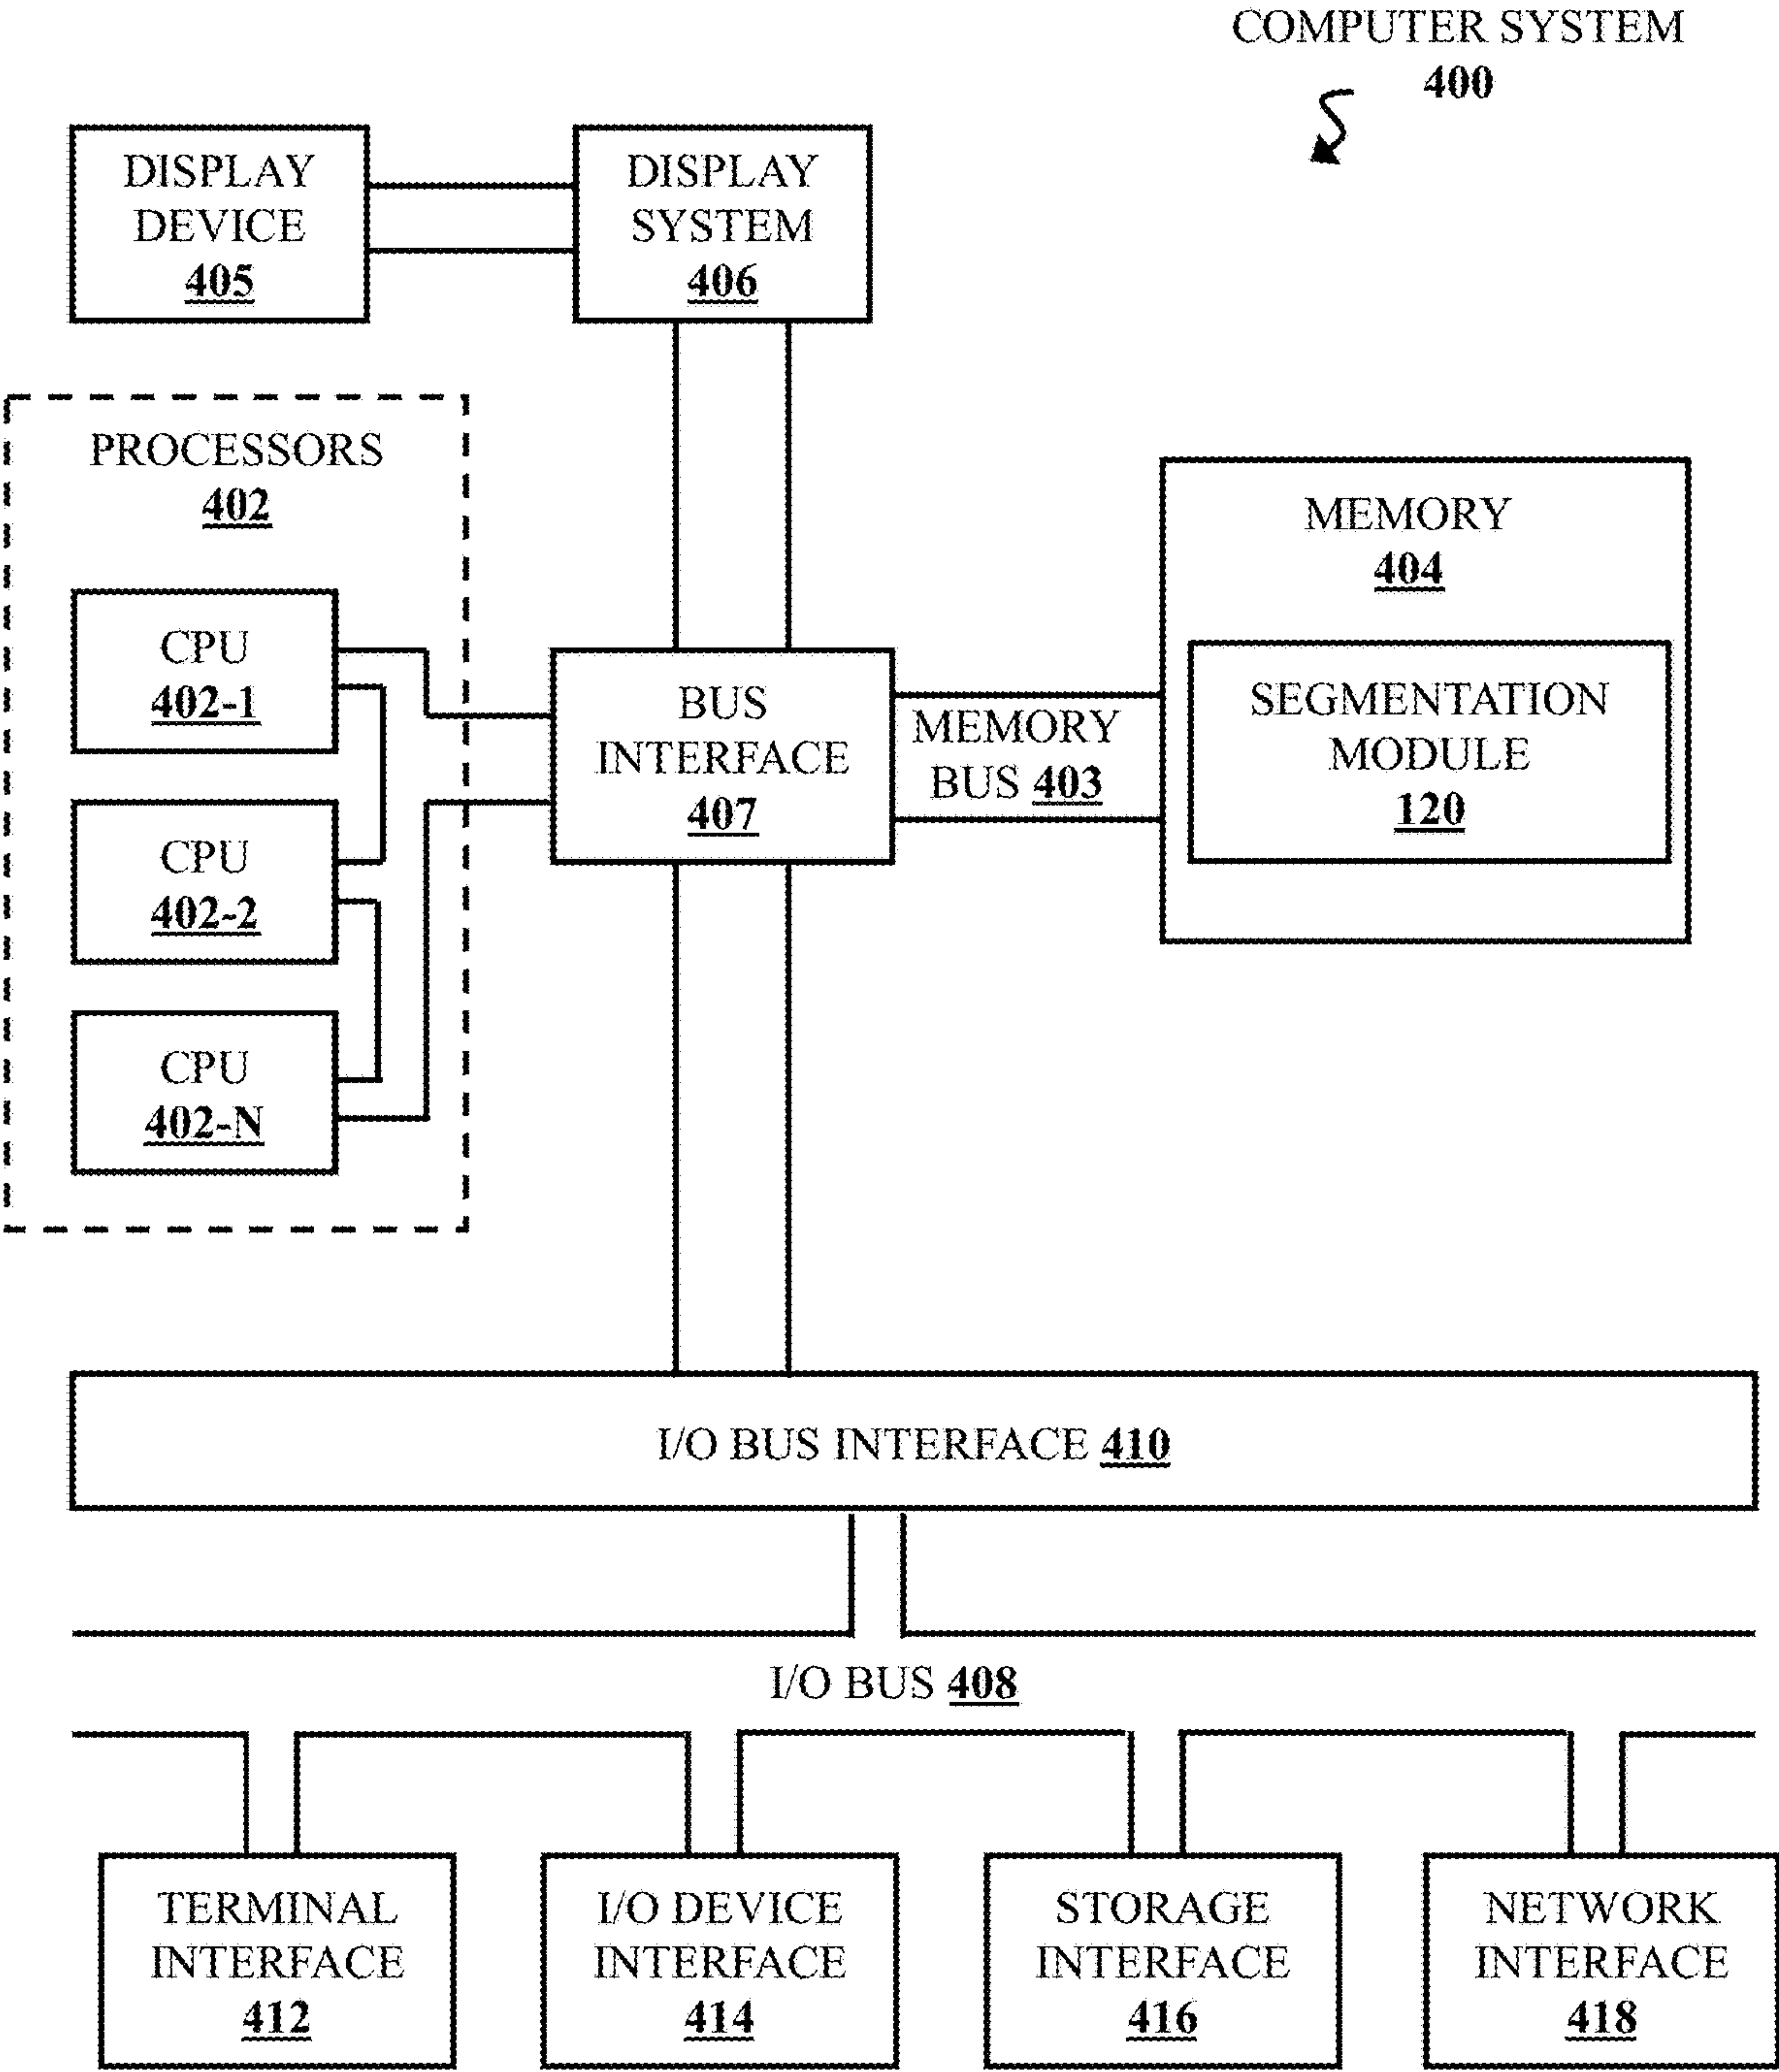 COMPUTER SYSTEM
400
DISPLAY
DEVICE
405
DISPLAY
SYSTEM
406
PROCESSORS
402
CPU
402-1
CPU
402-2
CPU
402-N
BUS
INTERFACE
407
MEMORY
BUS 403
MEMORY
404
SEGMENTATION
MODULE
120
I/O BUS INTERFACE 410
I/O BUS 408
TERMINAL
INTERFACE
412
I/O DEVICE
INTERFACE
414
STORAGE
INTERFACE
416
NETWORK
INTERFACE
418